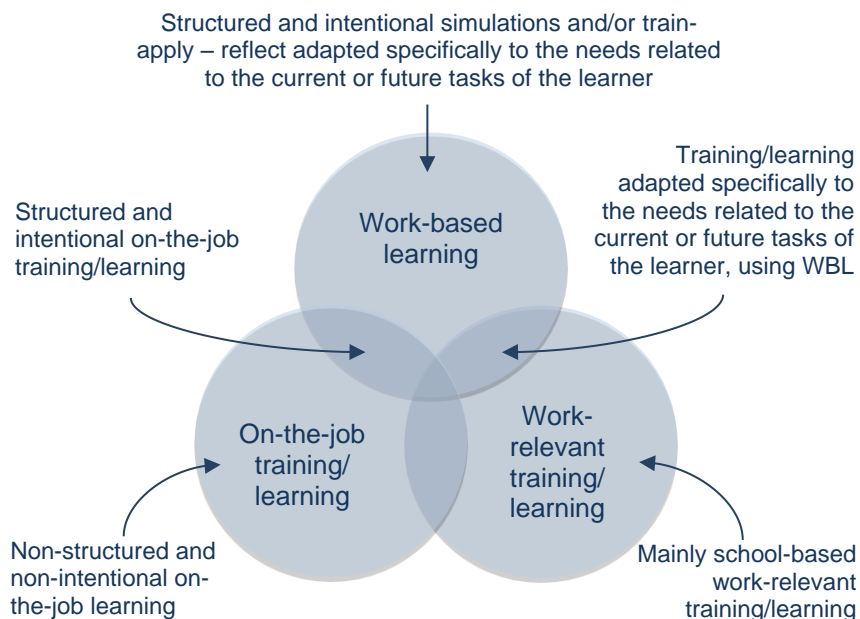 Structured and intentional simulations and/or train-
apply – reflect adapted specifically to the needs related
to the current or future tasks of the learner
Training/learning
adapted specifically to
the needs related to the
current or future tasks of
the learner, using WBL
Structured and
intentional on-the-job
training/learning
Work-based
learning
On-the-job
training/
learning
Work-
relevant
training/
learning
Non-structured and
non-intentional on-
the-job learning
Mainly school-based
work-relevant
training/learning